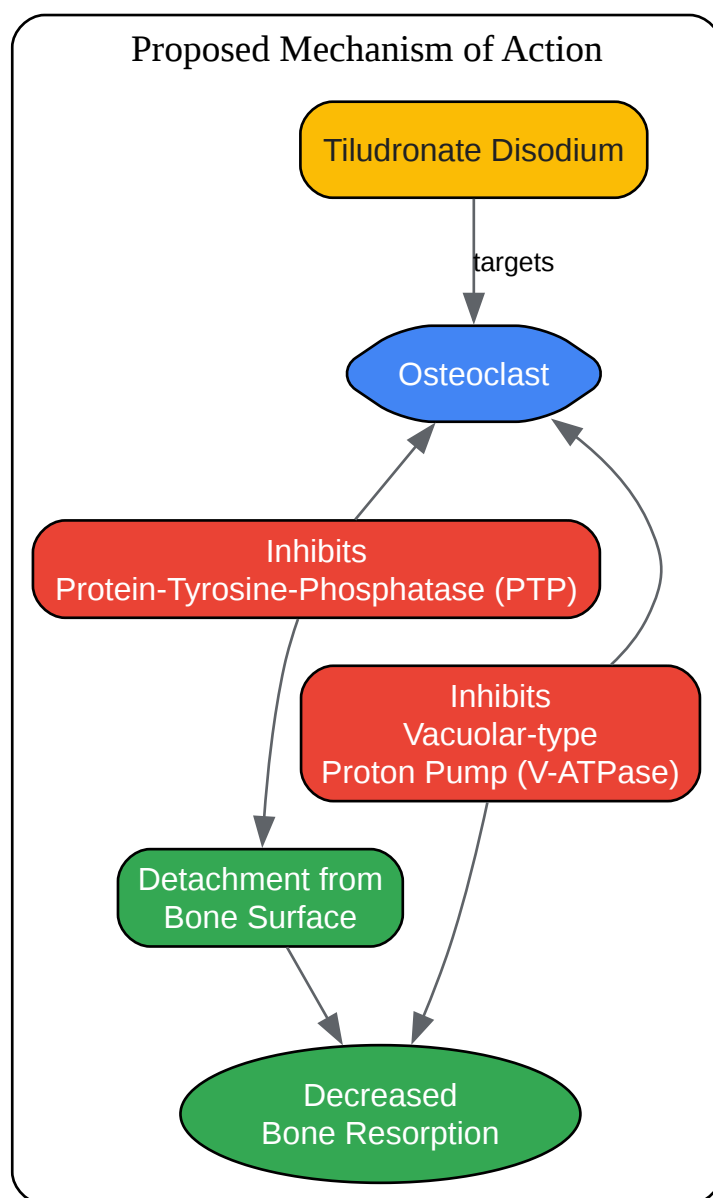 Proposed Mechanism of Action
Tiludronate Disodium
targets
Osteoclast
Inhibits
Protein-Tyrosine-Phosphatase (PTP)
Inhibits
Vacuolar-type
Proton Pump (V-ATPase)
Detachment from
Bone Surface
Decreased
Bone Resorption